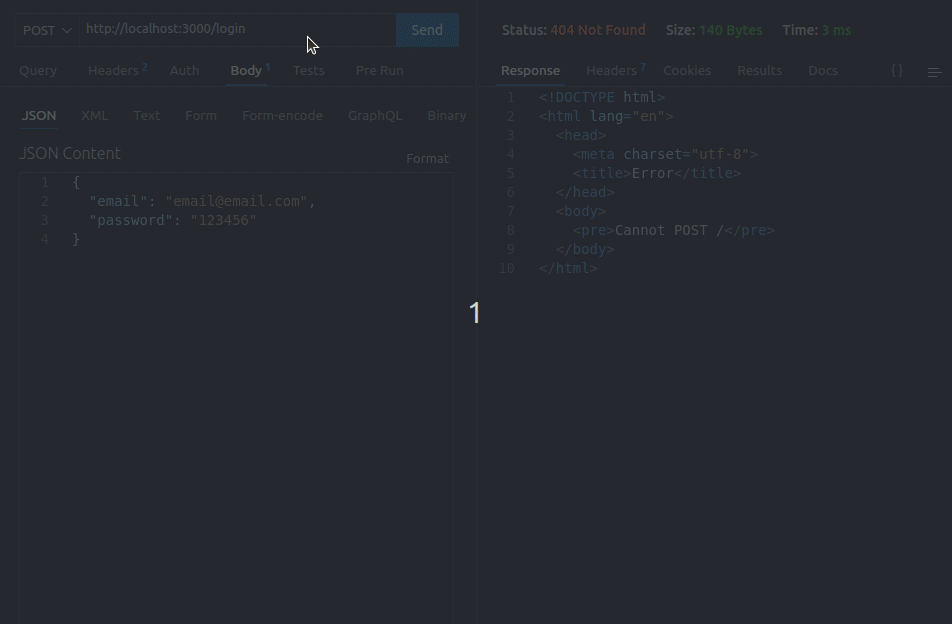 POST http://localhost:3000/login Send
Status: 404 Not Found Size: 140 Bytes Time: 3 ms
Query Headers 2 Auth Body 1 Tests Pre Run
Response Headers 7 Cookies Results Docs {}
JSON XML Text Form Form-encode GraphQL Binary
JSON Content
Format
1 {
2 "email": "email@email.com",
3 "password": "123456"
4 }
1 <!DOCTYPE html>
2 <html lang="en">
3 <head>
4 <meta charset="utf-8">
5 <title>Error</title>
6 </head>
7 <body>
8 <pre>Cannot POST /</pre>
9 </body>
10 </html>
1